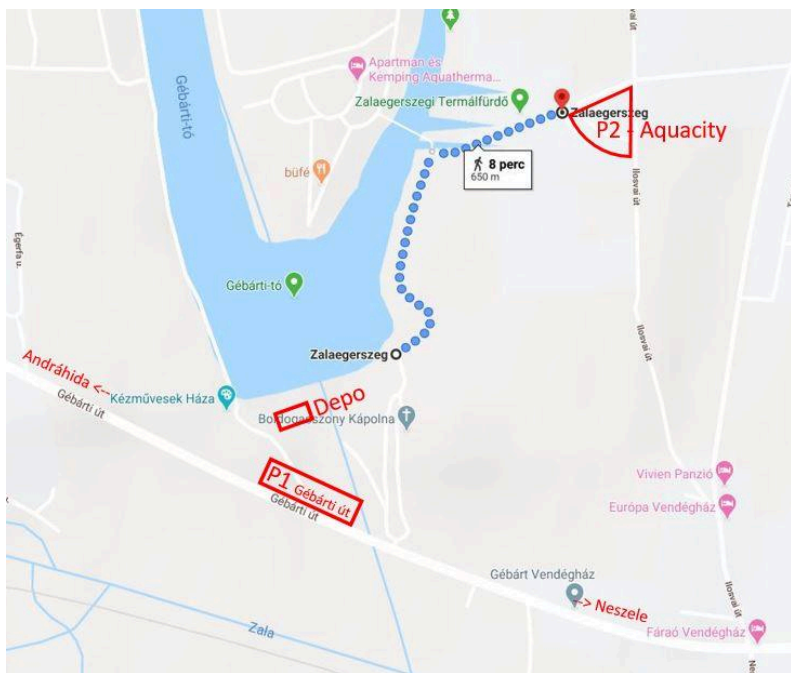 Gébárti-tó
Apartman és
Kemping Aquatherma...
Zalaegerszegi Termálfürdő
Zalaegerszeg
P2 - Aquacity
Ilosvai út
büfé
8 perc
650 m
Égerfa u.
Gébárti-tó
Ilosvai út
Zalaegerszeg
Andráhida <--
Kézművesek Háza
Gébárti út
Depo
Boldogasszony Kápolna
P1 Gébárti út
Gébárti út
Vivien Panzió
Európa Vendégház
Gébárt Vendégház
--> Neszele
Ilosvai út
Zala
Fáraó Vendégház